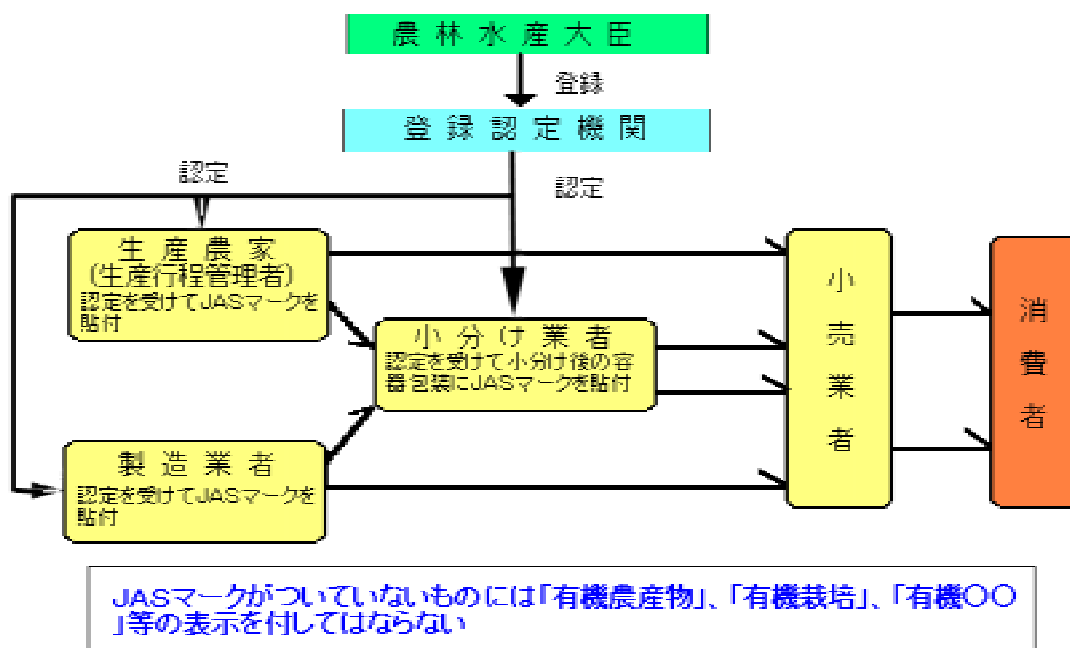 農林水産大臣
登録
登録認定機関
認定
認定
生産農家
(生産行程管理者)
認定を受けてJASマークを
貼付
小分け業者
認定を受けて小分け後の容
器包装にJASマークを貼付
製造業者
認定を受けてJASマークを
貼付
小売業者
消費者
JASマークがついていないものには「有機農産物」、「有機栽培」、「有機〇〇
」等の表示を付してはならない